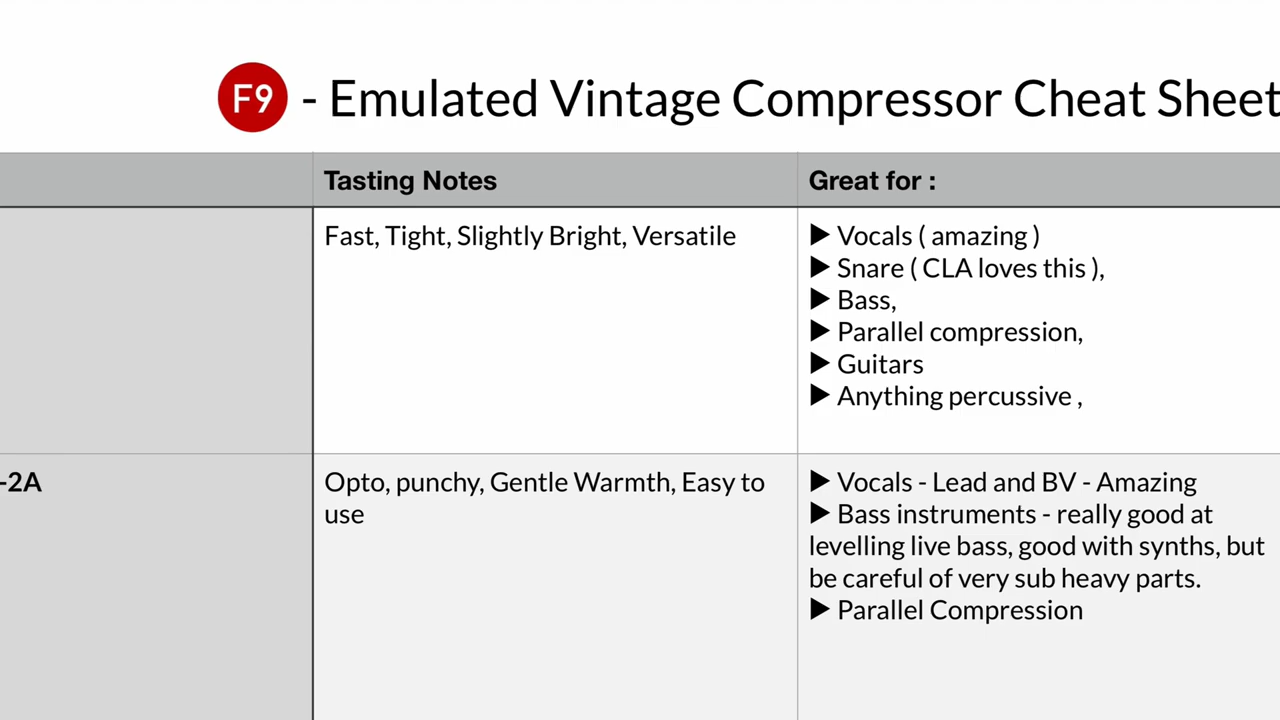 F9 - Emulated Vintage Compressor Cheat Sheet
Tasting Notes
Great for :
Fast, Tight, Slightly Bright, Versatile
▶ Vocals ( amazing )
▶ Snare ( CLA loves this ),
▶ Bass,
▶ Parallel compression,
▶ Guitars
▶ Anything percussive ,
-2A
Opto, punchy, Gentle Warmth, Easy to
use
▶ Vocals - Lead and BV - Amazing
▶ Bass instruments - really good at
levelling live bass, good with synths, but
be careful of very sub heavy parts.
▶ Parallel Compression